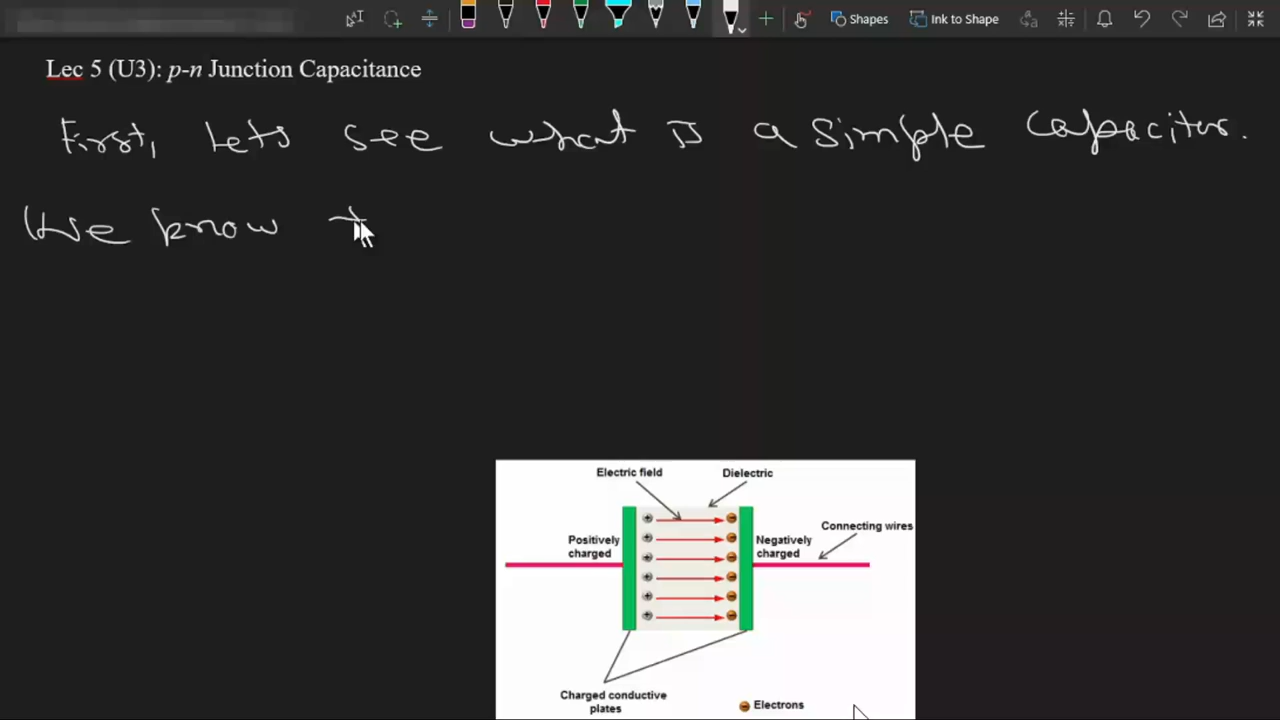 Shapes
Ink to Shape
Lec 5 (U3): p-n Junction Capacitance
First, Lets see what is a simple capacitor.
We know
Electric field
Dielectric
Connecting wires
Positively
charged
Negatively
charged
Charged conductive
plates
Electrons